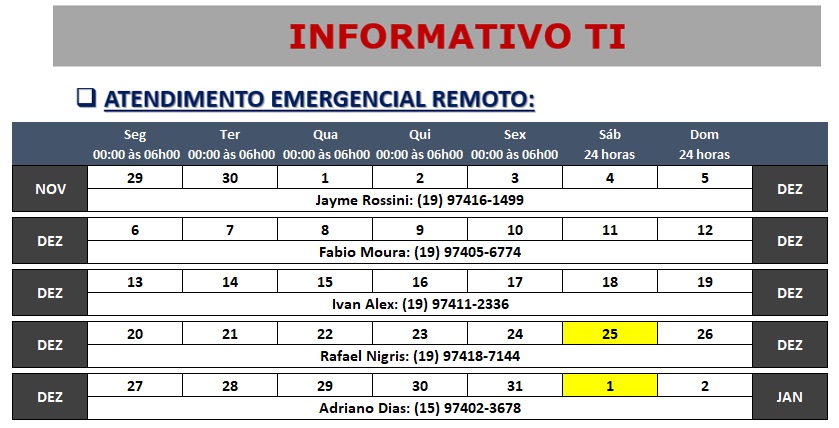 INFORMATIVO TI
ATENDIMENTO EMERGENCIAL REMOTO:
Seg Ter Qua Qui Sex Sáb Dom
00:00 às 06h00 00:00 às 06h00 00:00 às 06h00 00:00 às 06h00 00:00 às 06h00 24 horas 24 horas
NOV 29 30 1 2 3 4 5 DEZ
Jayme Rossini: (19) 97416-1499
DEZ 6 7 8 9 10 11 12 DEZ
Fabio Moura: (19) 97405-6774
DEZ 13 14 15 16 17 18 19 DEZ
Ivan Alex: (19) 97411-2336
DEZ 20 21 22 23 24 25 26 DEZ
Rafael Nigris: (19) 97418-7144
DEZ 27 28 29 30 31 1 2 JAN
Adriano Dias: (15) 97402-3678